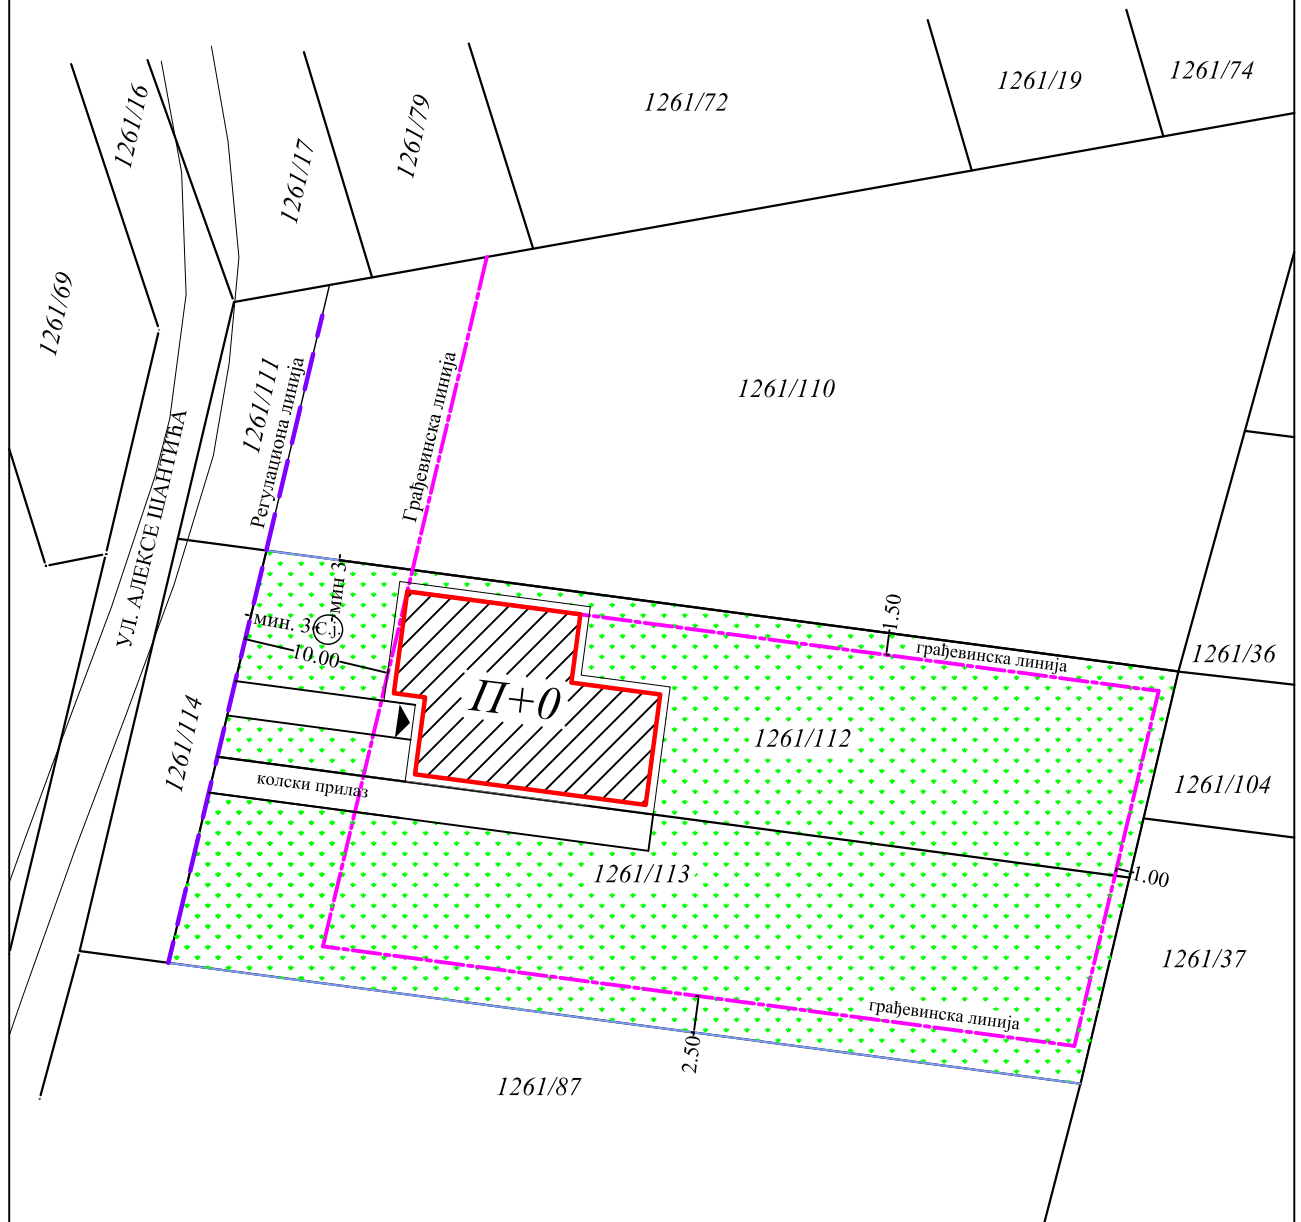 1261/74
1261/19
1261/72
1261/16
1261/79
1261/17
1261/69
1261/110
1261/111
Регулациона линија
Грађевинска линија
УЛ. АЛЕКСЕ ШАНТИЋА
мин 3
мин. 3
С.ј.
10.00
1.50
грађевинска линија
1261/36
П+0
1261/112
1261/114
колски прилаз
1261/104
1261/113
1.00
1261/37
грађевинска линија
2.50
1261/87